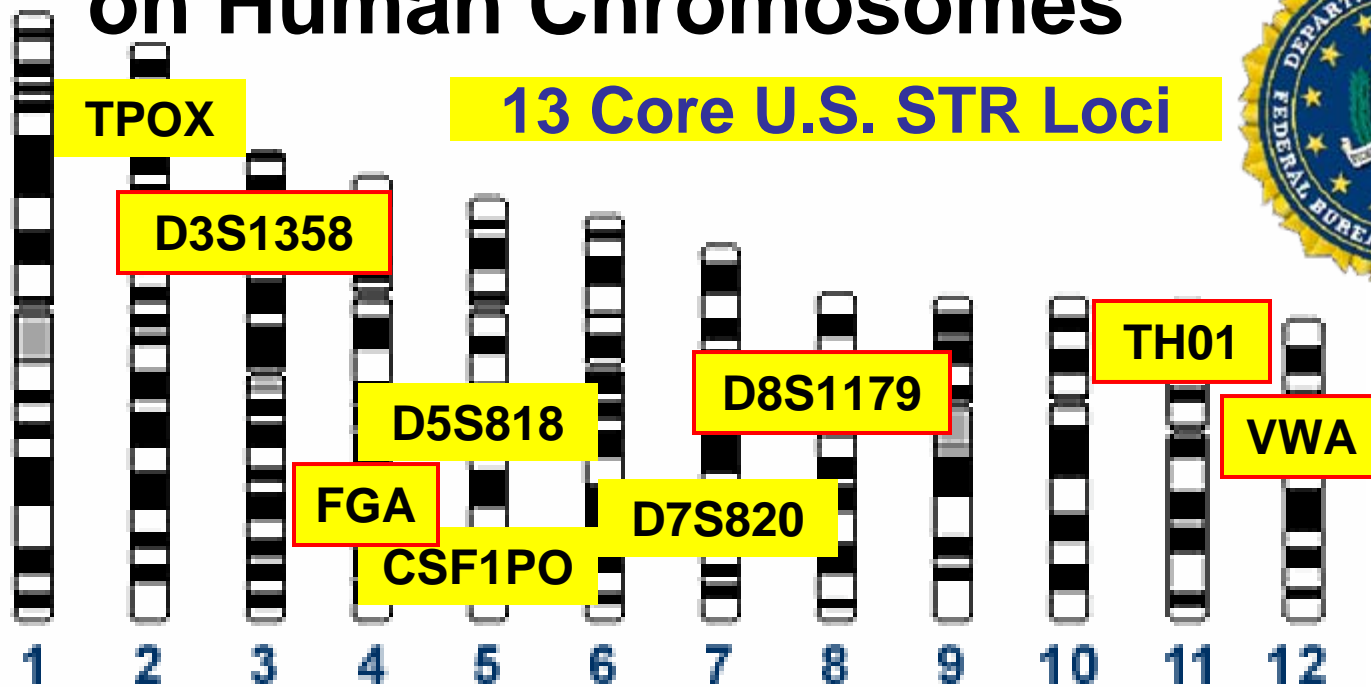 on Human Chromosomes
13 Core U.S. STR Loci
TPOX
D3S1358
TH01
D8S1179
D5S818
VWA
FGA
D7S820
CSF1PO
1 2 3 4 5 6 7 8 9 10 11 12
FEDERAL